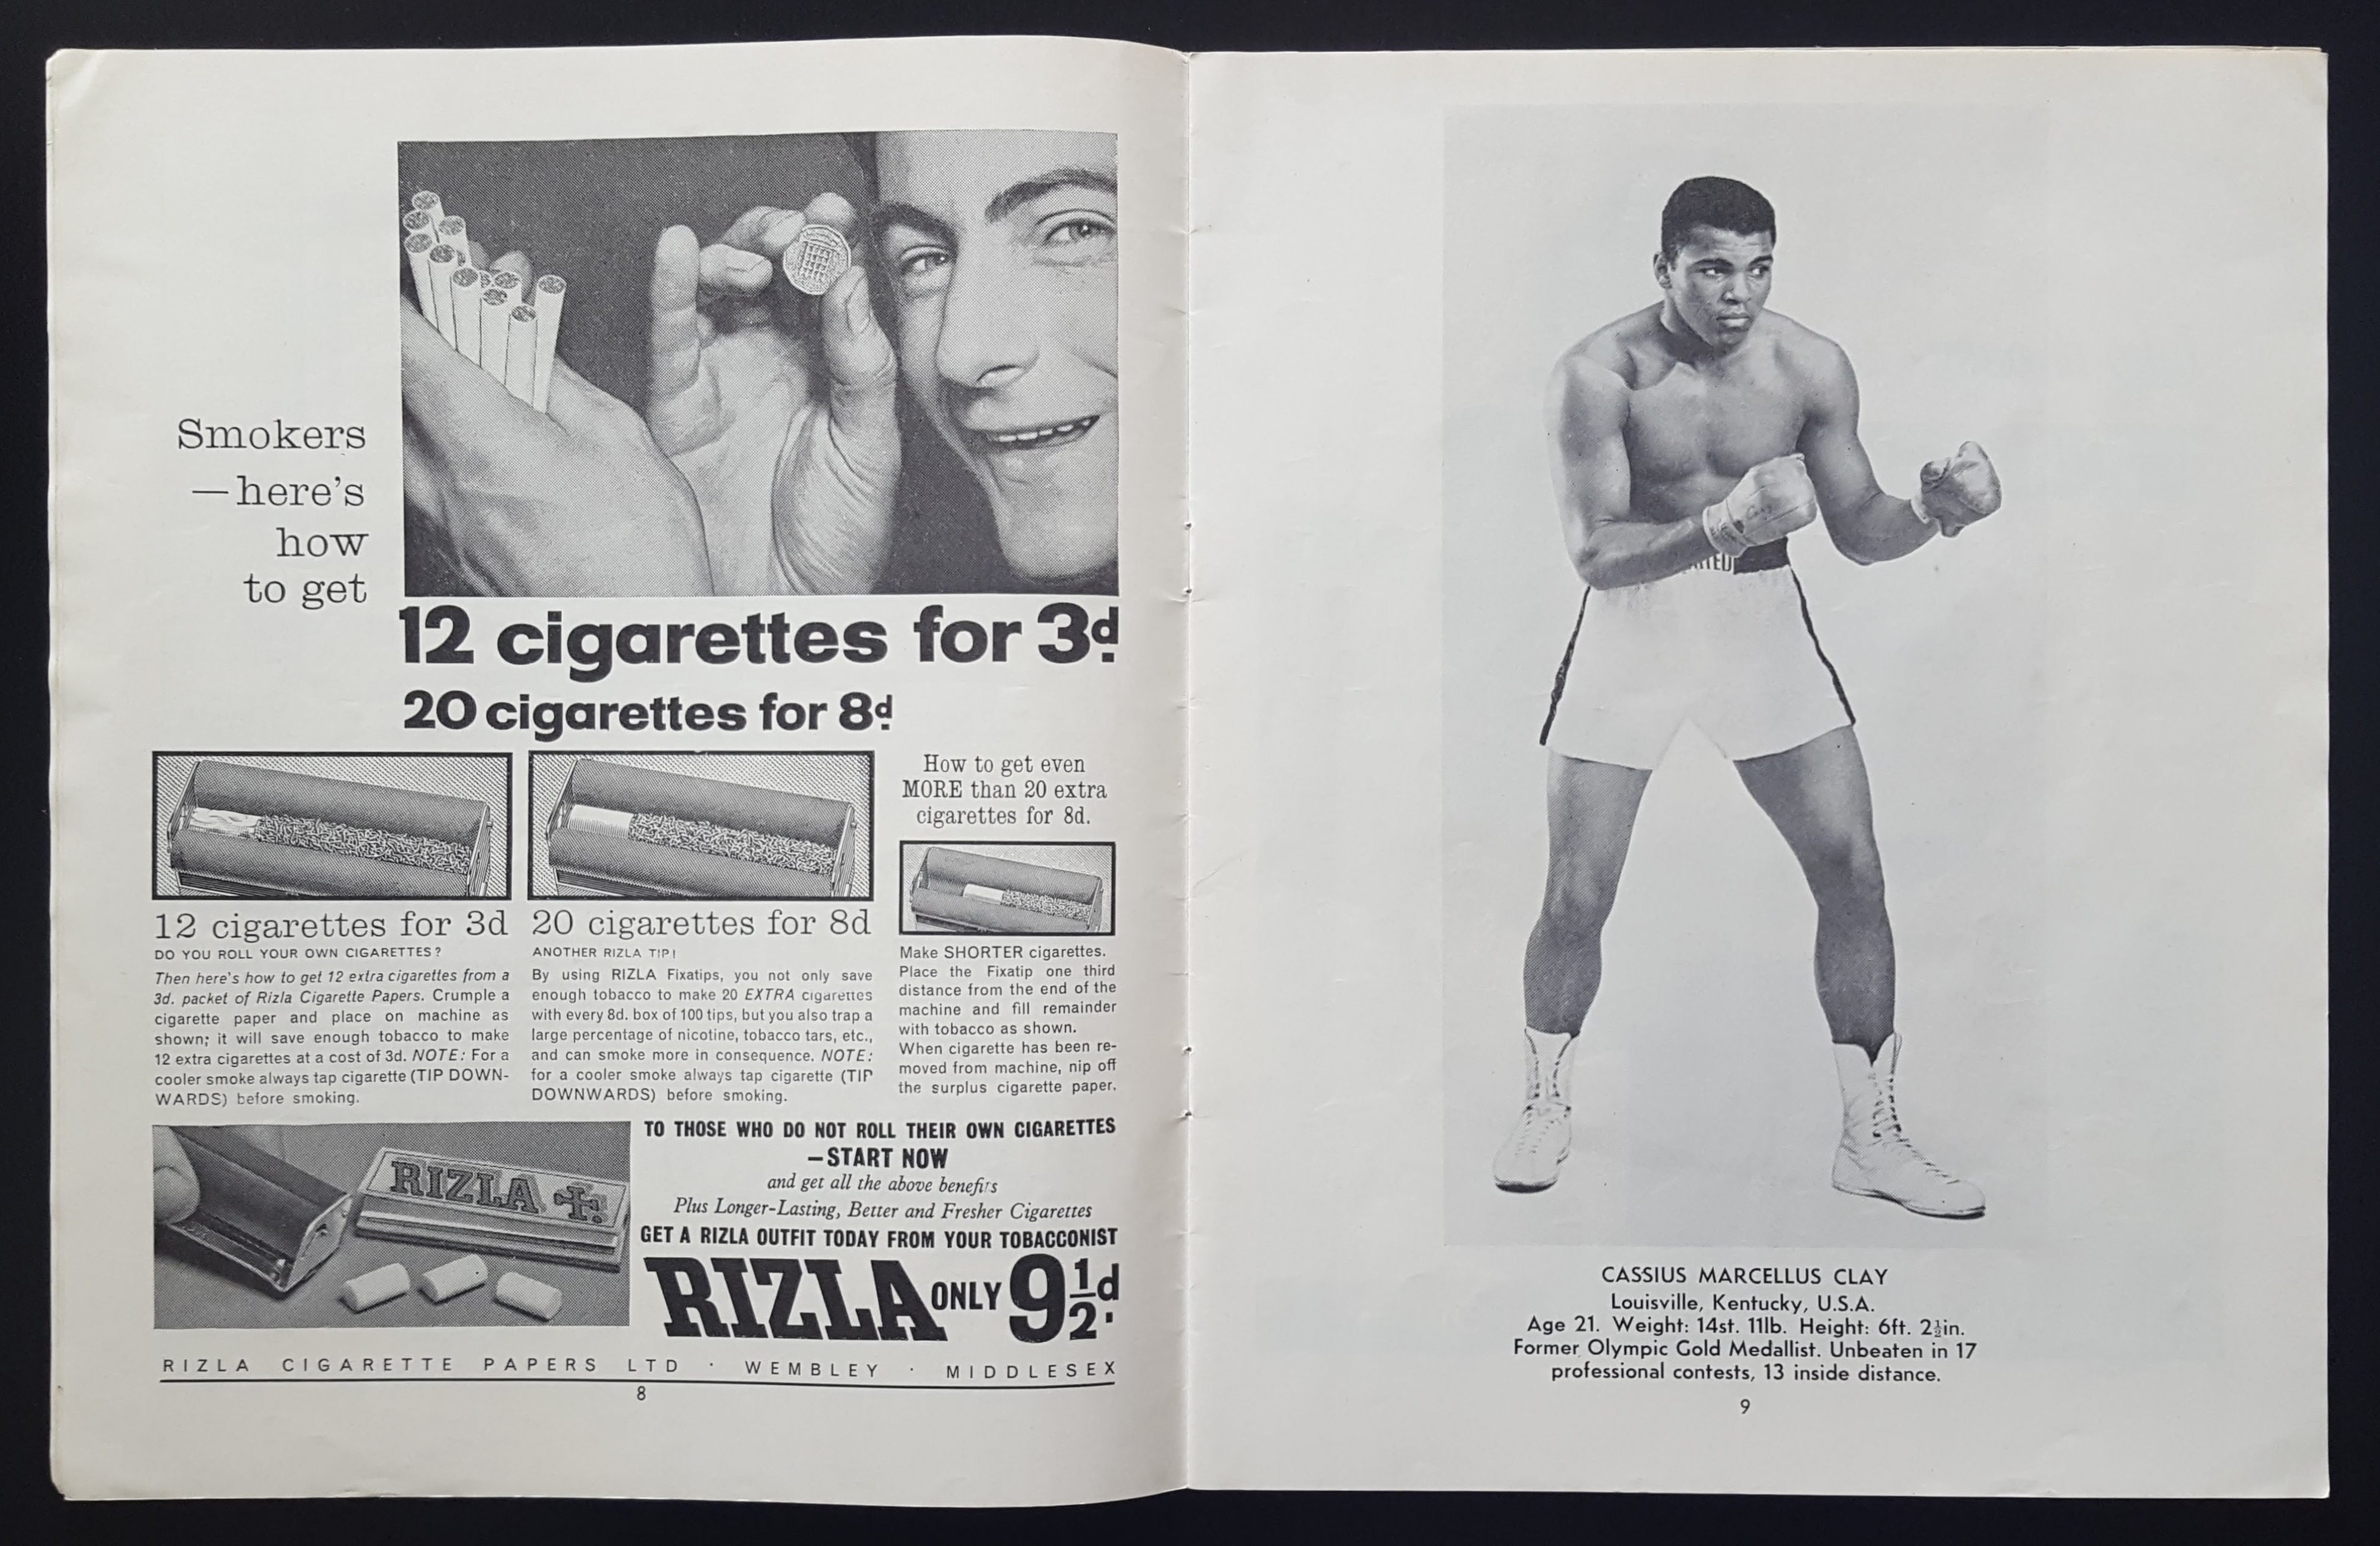 Smokers
—here's
how
to get
12 cigarettes for 3d.
20 cigarettes for 8d.
12 cigarettes for 3d
DO YOU ROLL YOUR OWN CIGARETTES?
Then here's how to get 12 extra cigarettes from a
3d. packet of Rizla Cigarette Papers. Crumple a
cigarette paper and place on machine as
shown; it will save enough tobacco to make
12 extra cigarettes at a cost of 3d. NOTE: For a
cooler smoke always tap cigarette (TIP DOWN-
WARDS) before smoking.
20 cigarettes for 8d
ANOTHER RIZLA TIP!
By using RIZLA Fixatips, you not only save
enough tobacco to make 20 EXTRA cigarettes
with every 8d. box of 100 tips, but you also trap a
large percentage of nicotine, tobacco tars, etc.,
and can smoke more in consequence. NOTE:
for a cooler smoke always tap cigarette (TIP
DOWNWARDS) before smoking.
How to get even
MORE than 20 extra
cigarettes for 8d.
Make SHORTER cigarettes.
Place the Fixatip one third
distance from the end of the
machine and fill remainder
with tobacco as shown.
When cigarette has been re-
moved from machine, nip off
the surplus cigarette paper.
RIZLA +.
TO THOSE WHO DO NOT ROLL THEIR OWN CIGARETTES
—START NOW
and get all the above benefits
Plus Longer-Lasting, Better and Fresher Cigarettes
GET A RIZLA OUTFIT TODAY FROM YOUR TOBACCONIST
RIZLA ONLY 9½d.
RIZLA CIGARETTE PAPERS LTD · WEMBLEY · MIDDLESEX
8
CASSIUS MARCELLUS CLAY
Louisville, Kentucky, U.S.A.
Age 21. Weight: 14st. 11lb. Height: 6ft. 2½in.
Former Olympic Gold Medallist. Unbeaten in 17
professional contests, 13 inside distance.
9